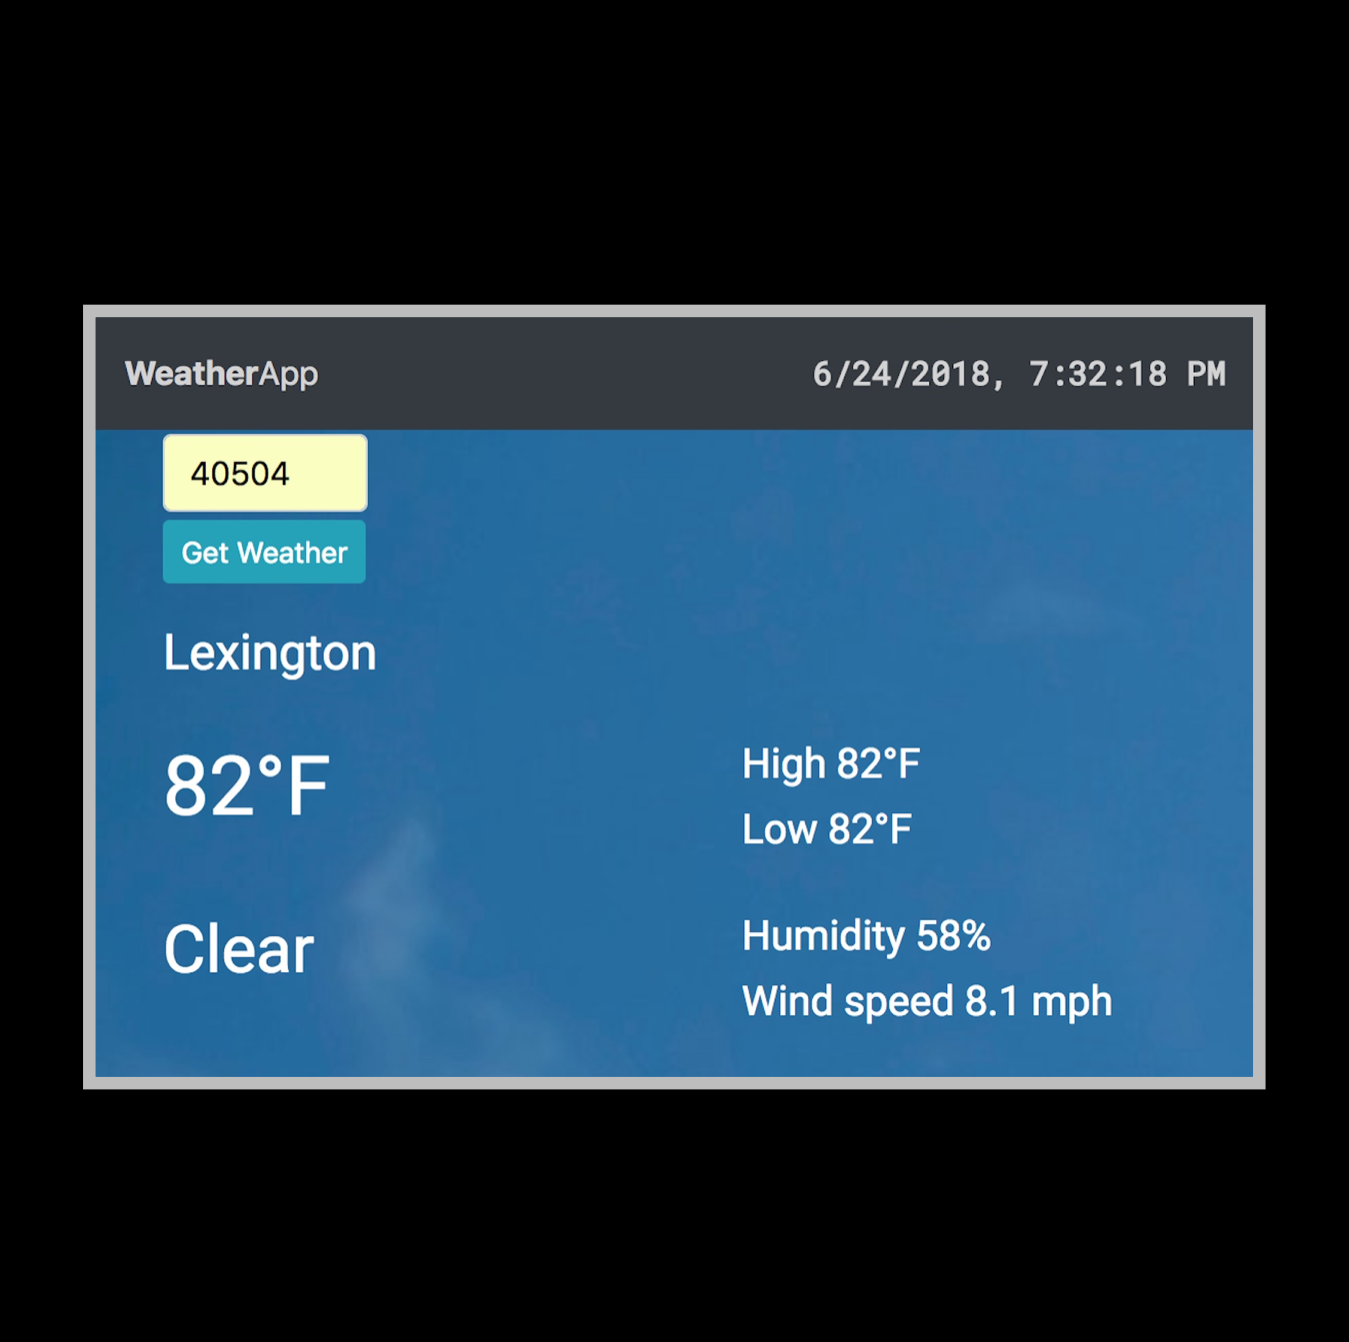 WeatherApp
6/24/2018, 7:32:18 PM
40504
Get Weather
Lexington
82°F
Clear
High 82°F
Low 82°F
Humidity 58%
Wind speed 8.1 mph